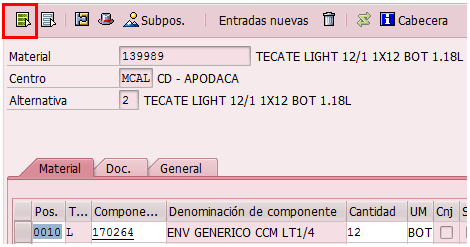 Subpos. Entradas nuevas Cabecera
Material 139989 TECATE LIGHT 12/1 1X12 BOT 1.18L
Centro MCAL CD - APODACA
Alternativa 2 TECATE LIGHT 12/1 1X12 BOT 1.18L
Material Doc. General
Pos. T... Compone... Denominación de componente Cantidad UM Cnj S
0010 L 170264 ENV GENERICO CCM LT1/4 12 BOT